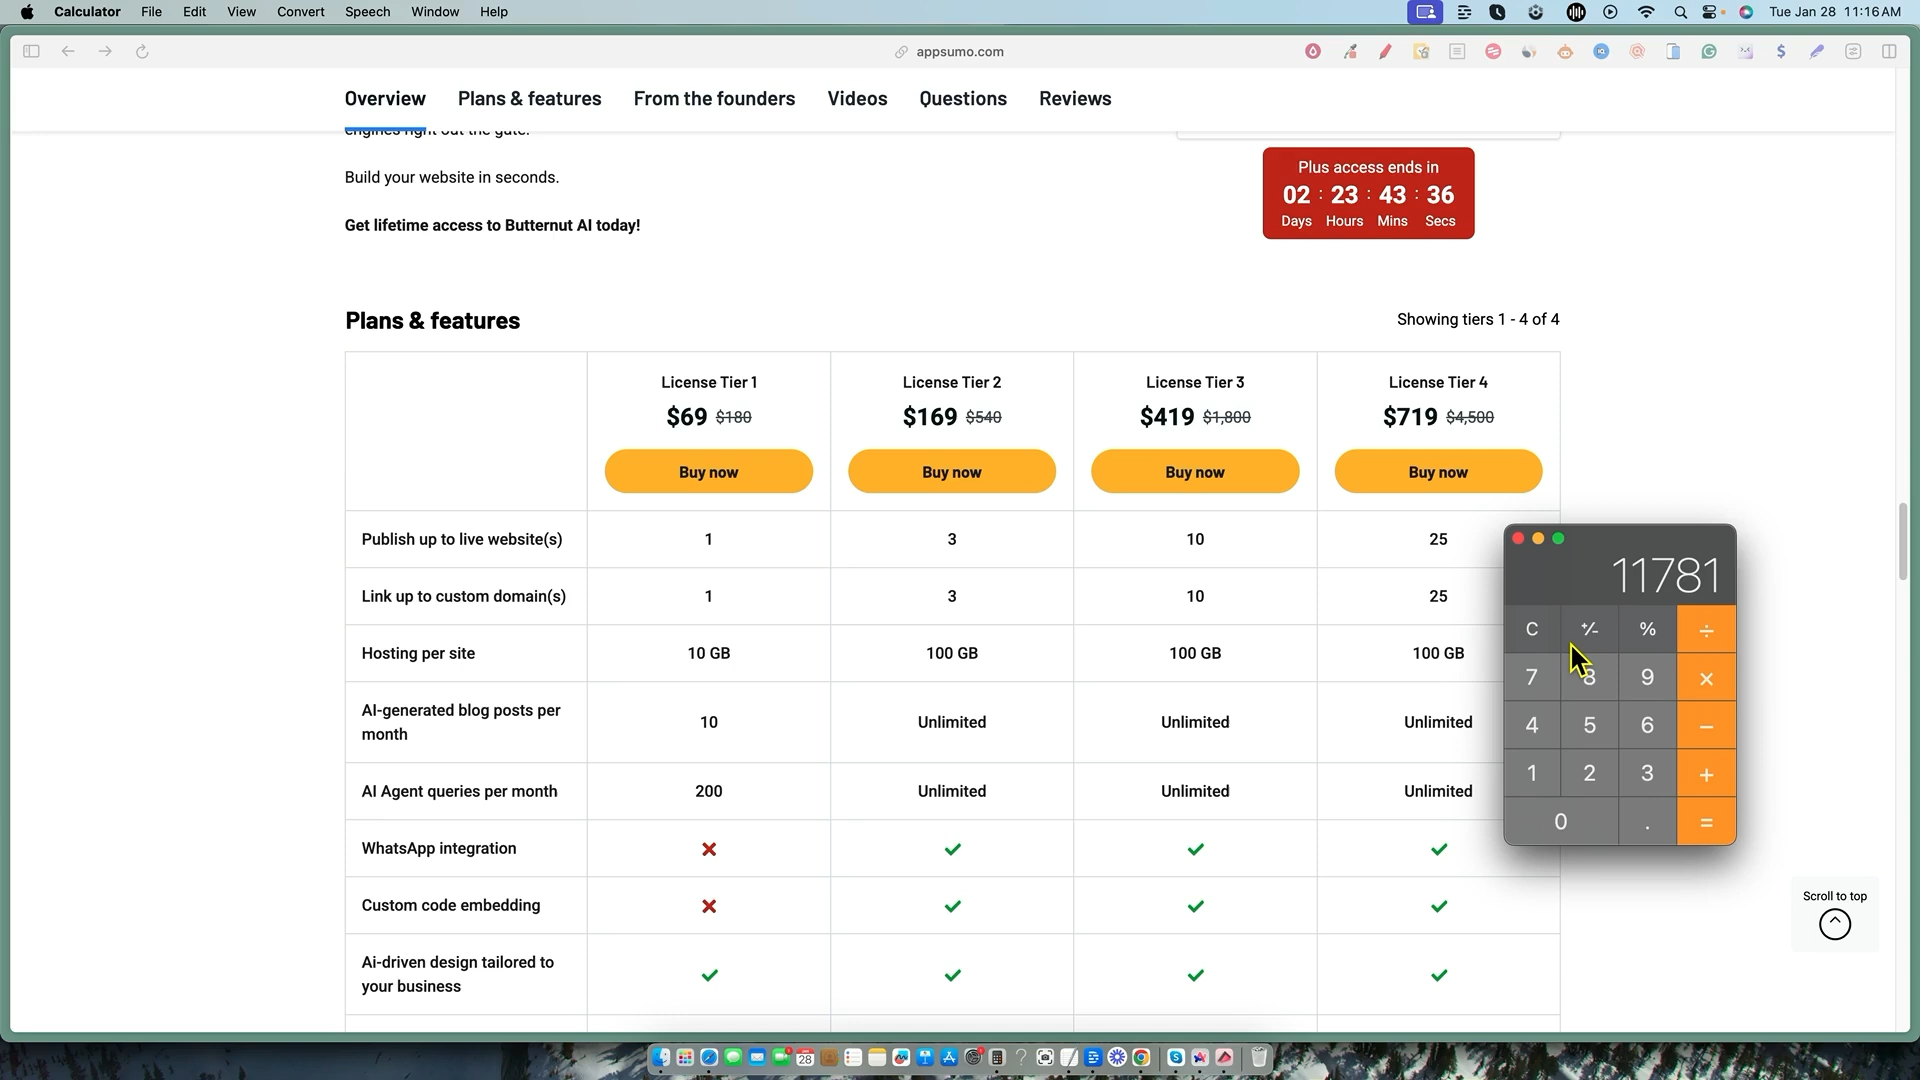 Calculator File Edit View Convert Speech Window Help
Tue Jan 28 11:16 AM
appsumo.com
Overview Plans & features From the founders Videos Questions Reviews
engines right out the gate.
Build your website in seconds.
Get lifetime access to Butternut AI today!
Plus access ends in
02 : 23 : 43 : 36
Days Hours Mins Secs
Plans & features
Showing tiers 1 - 4 of 4
License Tier 1 License Tier 2 License Tier 3 License Tier 4
$69 $180 $169 $540 $419 $1,800 $719 $4,500
Buy now Buy now Buy now Buy now
Publish up to live website(s) 1 3 10 25
Link up to custom domain(s) 1 3 10 25
Hosting per site 10 GB 100 GB 100 GB 100 GB
AI-generated blog posts per
month
10 Unlimited Unlimited Unlimited
AI Agent queries per month 200 Unlimited Unlimited Unlimited
WhatsApp integration
Custom code embedding
Ai-driven design tailored to
your business
11781
C +/- % ÷
7 8 9 ×
4 5 6 −
1 2 3 +
0 . =
Scroll to top
28